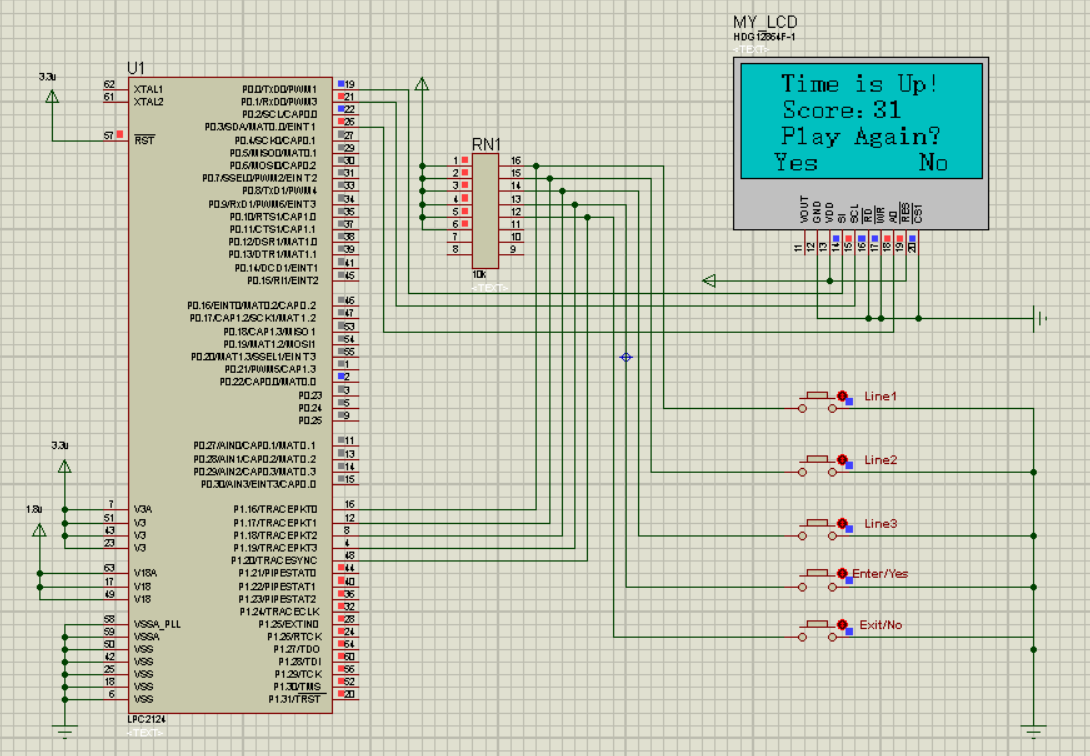 MY_LCD
HDG12864F-1
<TEXT>
Time is Up!
Score:31
Play Again?
Yes No
VOUT GND VDD SI SCL RD WR A0 RES CS1
11 12 13 14 15 16 17 18 19 20
U1
3.3v
62 XTAL1
61 XTAL2
57 RST
3.3v
1.8v
7 V3A
51 V3
43 V3
23 V3
63 V18A
17 V18
49 V18
58 VSSA_PLL
59 VSSA
50 VSS
42 VSS
25 VSS
18 VSS
6 VSS
P0.0/TxD0/PWM1 19
P0.1/RxD0/PWM3 21
P0.2/SCL/CAP0.0 22
P0.3/SDA/MAT0.0/EINT1 26
P0.4/SCK0/CAP0.1 27
P0.5/MISO0/MAT0.1 29
P0.6/MOSI0/CAP0.2 30
P0.7/SSEL0/PWM2/EINT2 31
P0.8/TxD1/PWM4 33
P0.9/RxD1/PWM6/EINT3 34
P0.10/RTS1/CAP1.0 35
P0.11/CTS1/CAP1.1 37
P0.12/DSR1/MAT1.0 38
P0.13/DTR1/MAT1.1 39
P0.14/DCD1/EINT1 41
P0.15/RI1/EINT2 45
P0.16/EINT0/MAT0.2/CAP0.2 46
P0.17/CAP1.2/SCK1/MAT1.2 47
P0.18/CAP1.3/MISO1 53
P0.19/MAT1.2/MOSI1 54
P0.20/MAT1.3/SSEL1/EINT3 55
P0.21/PWM5/CAP1.3 1
P0.22/CAP0.0/MAT0.0 2
P0.23 3
P0.24 5
P0.25 9
P0.27/AIN0/CAP0.1/MAT0.1 11
P0.28/AIN1/CAP0.2/MAT0.2 13
P0.29/AIN2/CAP0.3/MAT0.3 14
P0.30/AIN3/EINT3/CAP0.0 15
P1.16/TRACEPKT0 16
P1.17/TRACEPKT1 12
P1.18/TRACEPKT2 8
P1.19/TRACEPKT3 4
P1.20/TRACESYNC 48
P1.21/PIPESTAT0 44
P1.22/PIPESTAT1 40
P1.23/PIPESTAT2 36
P1.24/TRACECLK 32
P1.25/EXTIN0 28
P1.26/RTCK 24
P1.27/TDO 64
P1.28/TDI 60
P1.29/TCK 56
P1.30/TMS 52
P1.31/TRST 20
LPC2124
<TEXT>
RN1
1 16
2 15
3 14
4 13
5 12
6 11
7 10
8 9
10k
<TEXT>
Line1
Line2
Line3
Enter/Yes
Exit/No